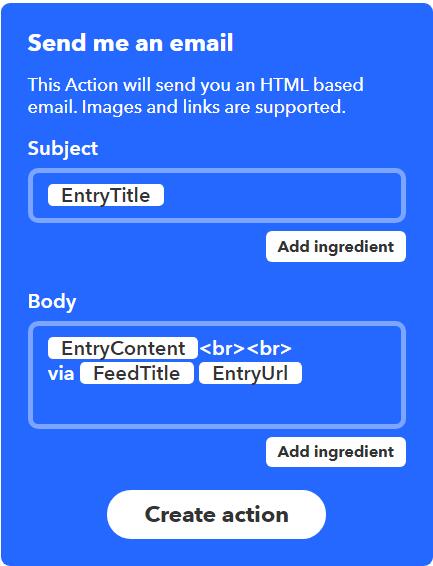 Send me an email
This Action will send you an HTML based
email. Images and links are supported.
Subject
EntryTitle
Add ingredient
Body
EntryContent <br><br>
via FeedTitle EntryUrl
Add ingredient
Create action